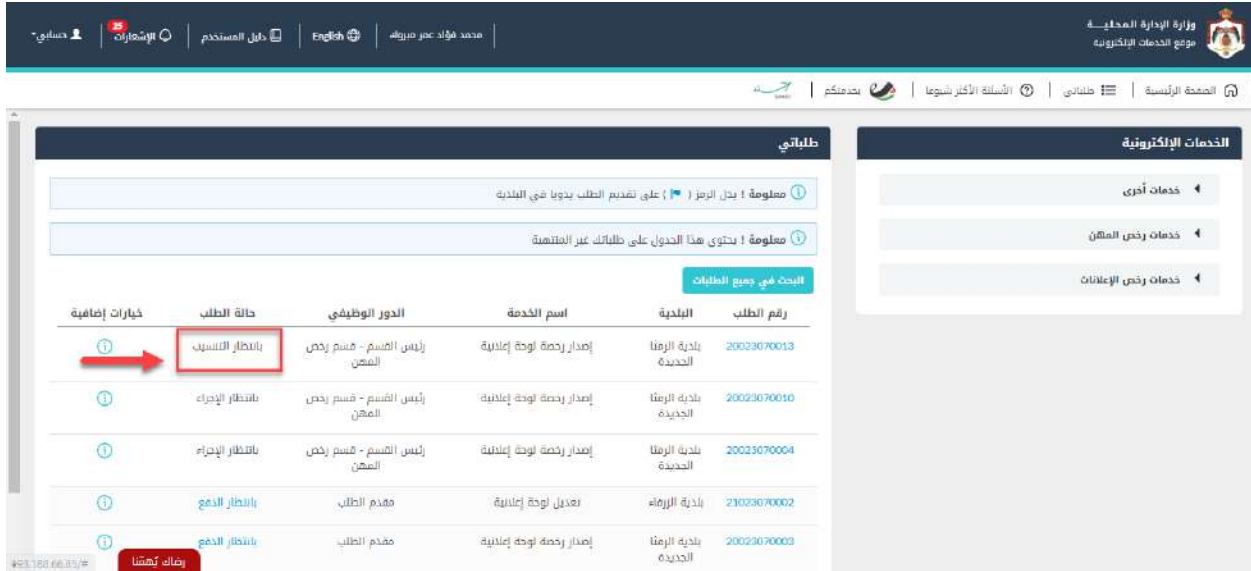 وزارة الإدارة المحليـــة
موقع الخدمات الإلكترونية
محمد فؤاد عمر مبروك
English
دليل المستخدم
الإشعارات
25
حسابي
الصفحة الرئيسية
طلباتي
الأسئلة الأكثر شيوعا
بخدمتكم
الخدمات الإلكترونية
خدمات أخرى
خدمات رخص المهن
خدمات رخص الإعلانات
طلباتي
معلومة ! يدل الرمز ( ) على تقديم الطلب يدويا في البلدية
معلومة ! يحتوي هذا الجدول على طلباتك غير المنتهية
البحث في جميع الطلبات
رقم الطلب البلدية اسم الخدمة الدور الوظيفي حالة الطلب خيارات إضافية
20023070013 بلدية الرمثا إصدار رخصة لوحة إعلانية رئيس القسم - قسم رخص بانتظار التنسيب
الجديدة المهن
20023070010 بلدية الرمثا إصدار رخصة لوحة إعلانية رئيس القسم - قسم رخص بانتظار الإجراء
الجديدة المهن
20023070004 بلدية الرمثا إصدار رخصة لوحة إعلانية رئيس القسم - قسم رخص بانتظار الإجراء
الجديدة المهن
21023070002 بلدية الزرقاء تعديل لوحة إعلانية مقدم الطلب بانتظار الدفع
20023070003 بلدية الرمثا إصدار رخصة لوحة إعلانية مقدم الطلب بانتظار الدفع
الجديدة
رضاك يُهمّنا